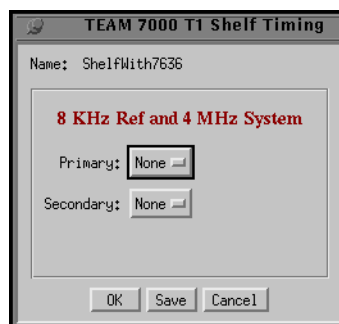 TEAM 7000 T1 Shelf Timing
Name: ShelfWith7636
8 KHz Ref and 4 MHz System
Primary: None
Secondary: None
OK Save Cancel